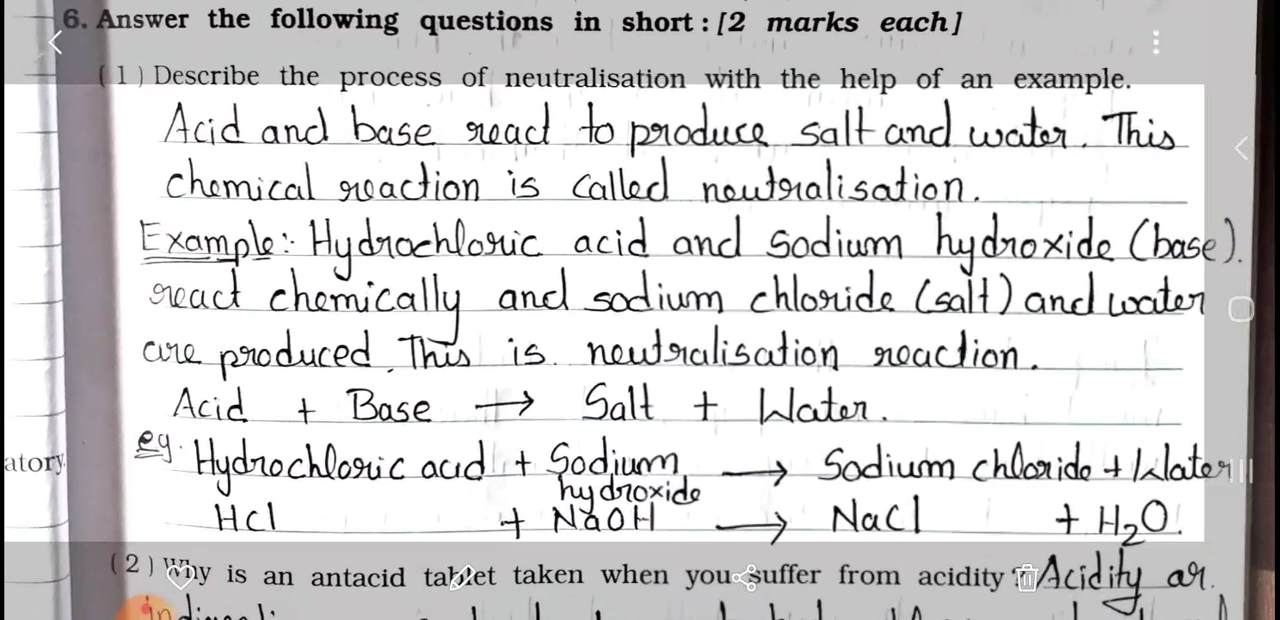 6. Answer the following questions in short : [2 marks each]
(1) Describe the process of neutralisation with the help of an example.
Acid and base react to produce salt and water. This
chemical reaction is called neutralisation.
Example:- Hydrochloric acid and sodium hydroxide (base).
react chemically and sodium chloride (salt) and water
are produced. This is neutralisation reaction.
Acid + Base → Salt + Water.
eg. Hydrochloric acid + Sodium hydroxide → Sodium chloride + Water
HCl + NaOH → NaCl + H₂O.
atory.
(2) Why is an antacid tablet taken when you suffer from acidity Acidity or